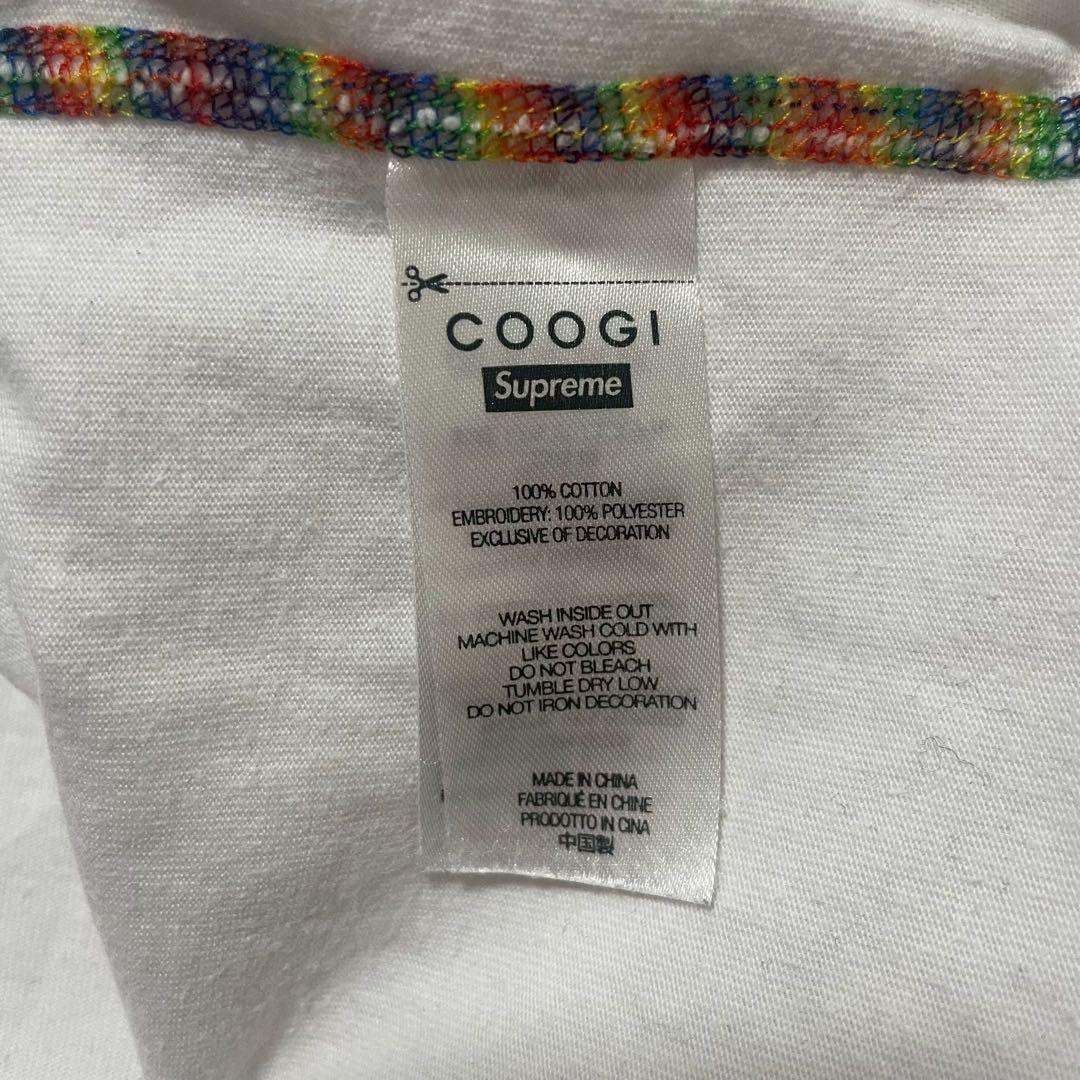 COOGI
Supreme
100% COTTON
EMBROIDERY: 100% POLYESTER
EXCLUSIVE OF DECORATION
WASH INSIDE OUT
MACHINE WASH COLD WITH
LIKE COLORS
DO NOT BLEACH
TUMBLE DRY LOW
DO NOT IRON DECORATION
MADE IN CHINA
FABRIQUÉ EN CHINE
PRODOTTO IN CINA
中国製